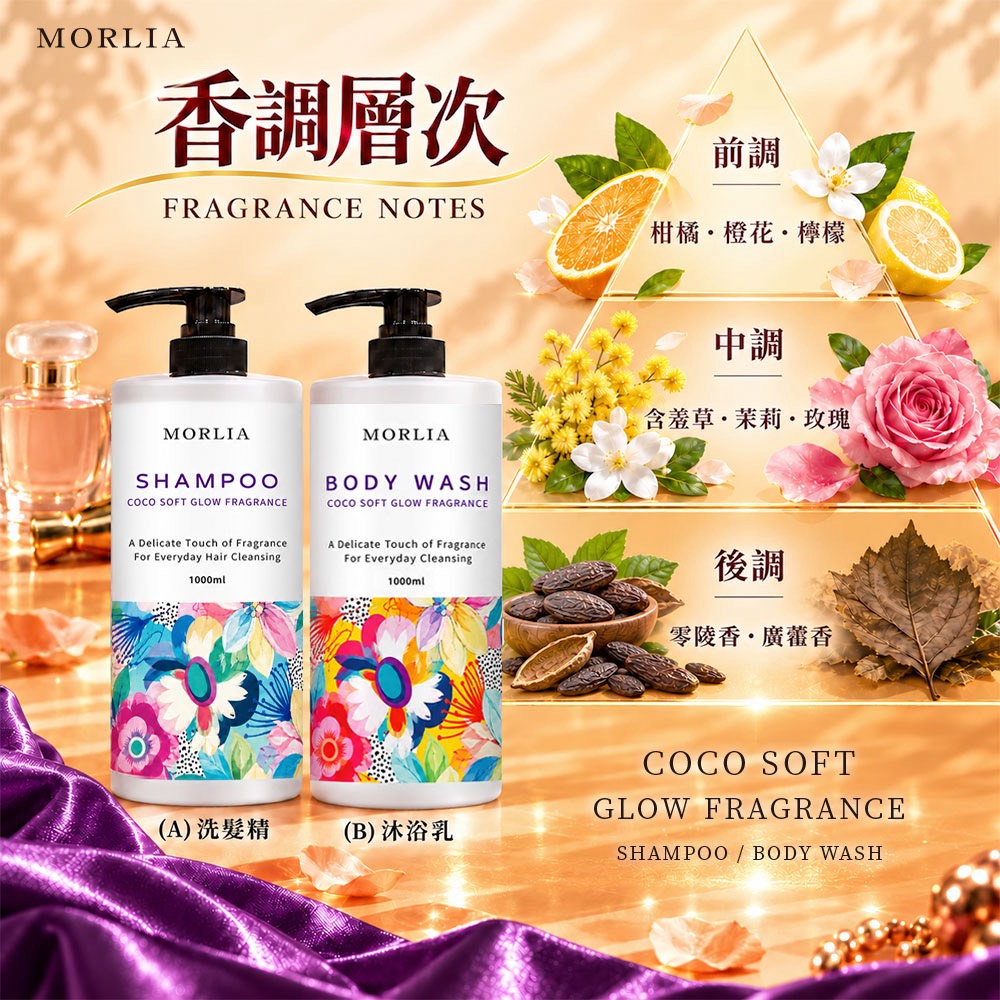 MORLIA
香調層次
FRAGRANCE NOTES
前調
柑橘・橙花・檸檬
中調
含羞草・茉莉・玫瑰
後調
零陵香・廣藿香
MORLIA
SHAMPOO
COCO SOFT GLOW FRAGRANCE
A Delicate Touch of Fragrance
For Everyday Hair Cleansing
1000ml
MORLIA
BODY WASH
COCO SOFT GLOW FRAGRANCE
A Delicate Touch of Fragrance
For Everyday Cleansing
1000ml
(A) 洗髮精
(B) 沐浴乳
COCO SOFT
GLOW FRAGRANCE
SHAMPOO / BODY WASH